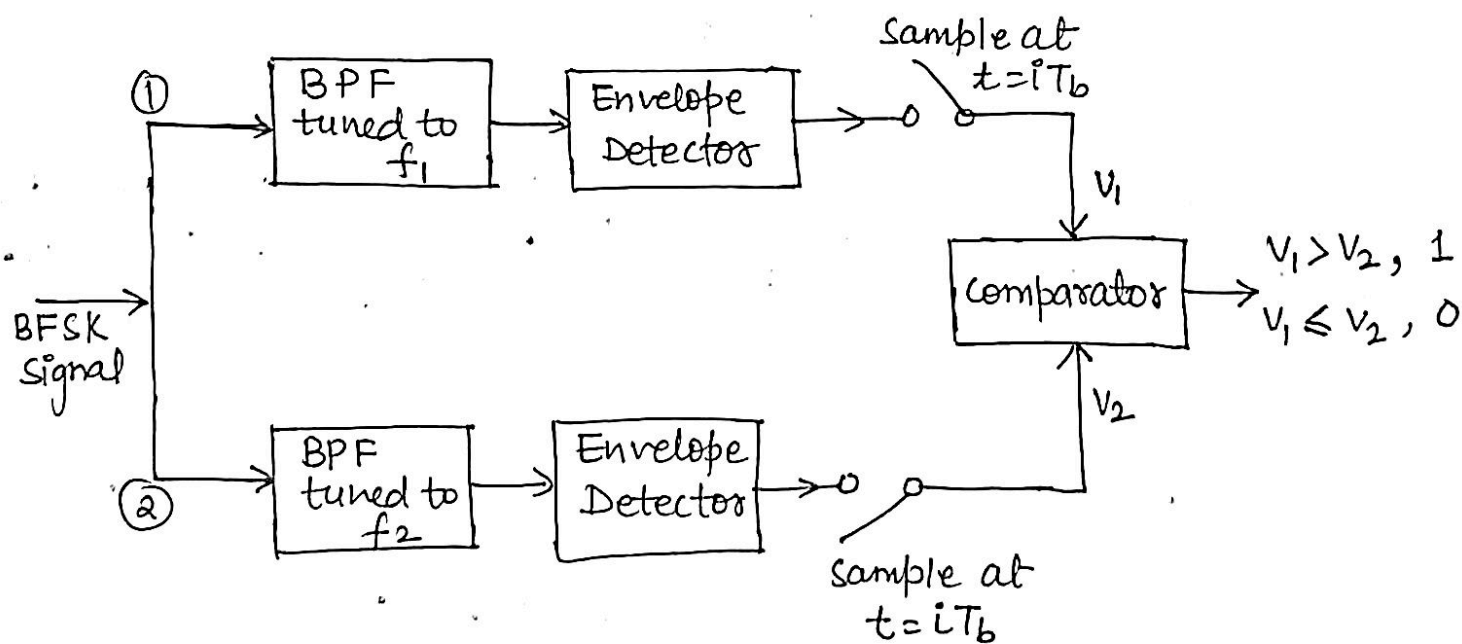 Sample at
t=iTb
①
BPF
tuned to
f1
Envelope
Detector
V1
BFSK
signal
comparator
V1>V2, 1
V1≤V2, 0
V2
②
BPF
tuned to
f2
Envelope
Detector
Sample at
t=iTb